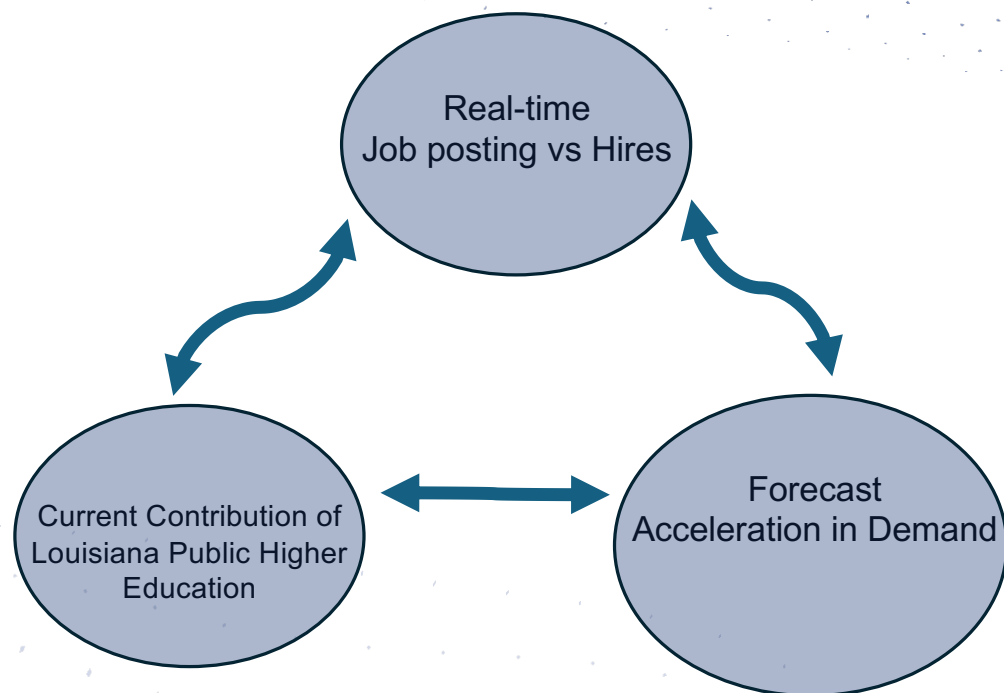 Real-time
Job posting vs Hires
Current Contribution of
Louisiana Public Higher
Education
Forecast
Acceleration in Demand